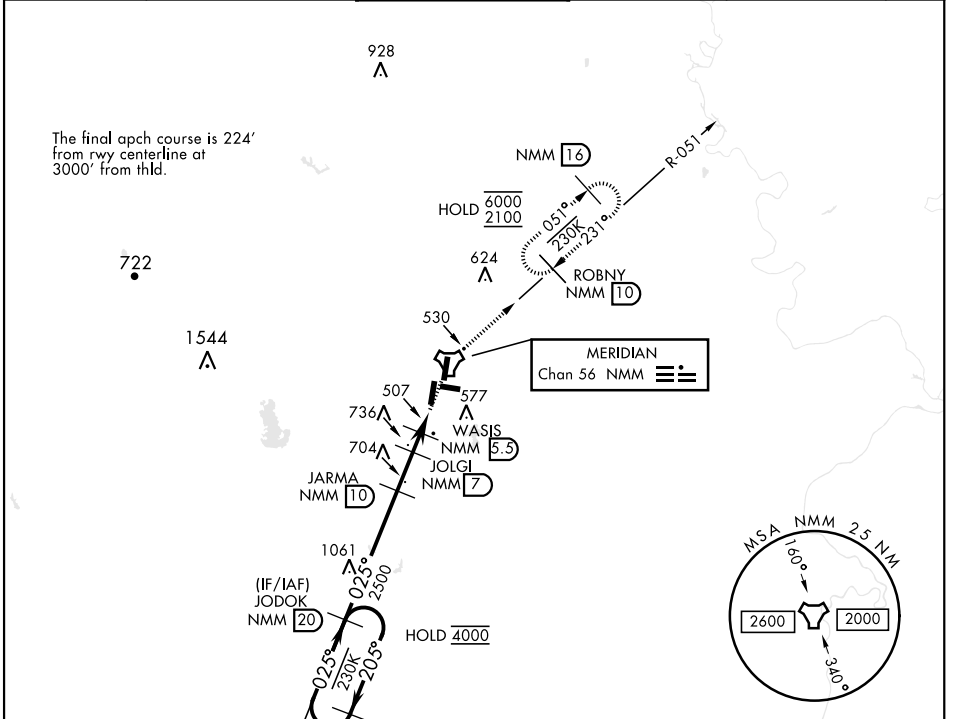 928
The final apch course is 224'
from rwy centerline at
3000' from thld.
NMM 16
R-051
HOLD 6000
2100
051°
230K
231°
722
624
ROBNY
NMM 10
530
1544
MERIDIAN
Chan 56 NMM
507
577
736
WASIS
NMM 5.5
704
JOLGI
NMM 7
JARMA
NMM 10
1061
025°
2500
(IF/IAF)
JODOK
NMM 20
HOLD 4000
025°
230K
205°
MSA NMM 25 NM
160°
2600
2000
340°